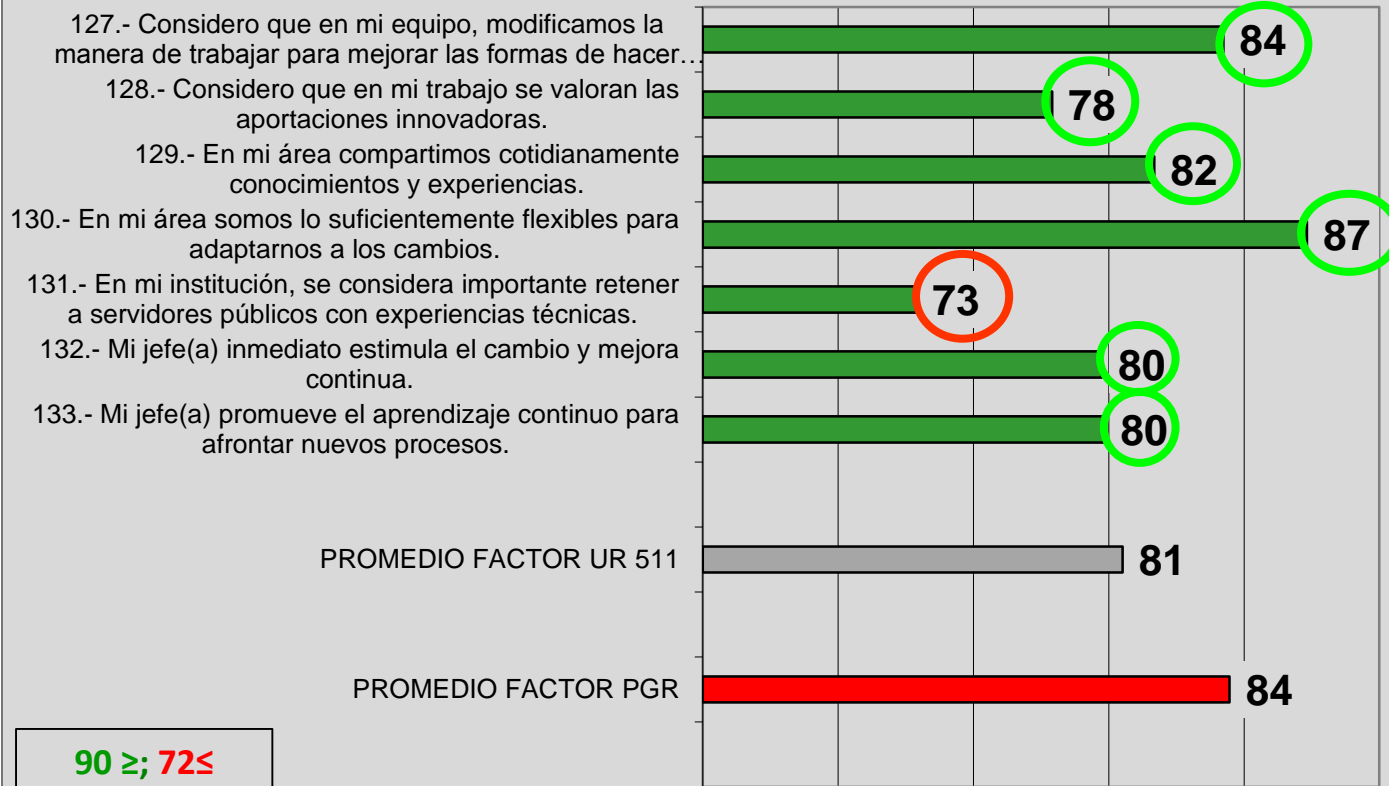 127.- Considero que en mi equipo, modificamos la
manera de trabajar para mejorar las formas de hacer…
84
128.- Considero que en mi trabajo se valoran las
aportaciones innovadoras.
78
129.- En mi área compartimos cotidianamente
conocimientos y experiencias.
82
130.- En mi área somos lo suficientemente flexibles para
adaptarnos a los cambios.
87
131.- En mi institución, se considera importante retener
a servidores públicos con experiencias técnicas.
73
132.- Mi jefe(a) inmediato estimula el cambio y mejora
continua.
80
133.- Mi jefe(a) promueve el aprendizaje continuo para
afrontar nuevos procesos.
80
PROMEDIO FACTOR UR 511
81
PROMEDIO FACTOR PGR
84
90 ≥; 72≤